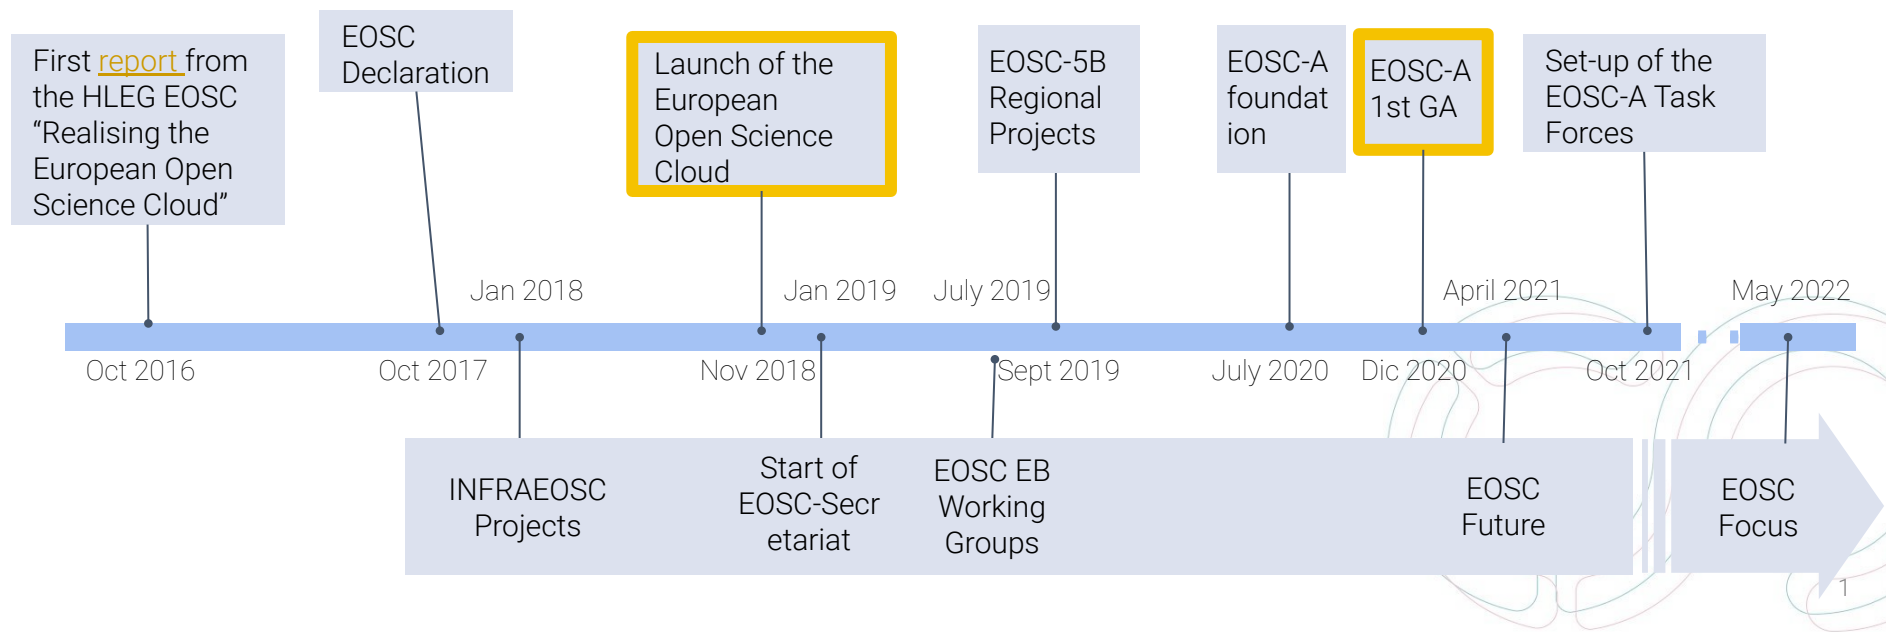 First report from
the HLEG EOSC
“Realising the
European Open
Science Cloud”
EOSC
Declaration
Launch of the
European
Open Science
Cloud
EOSC-5B
Regional
Projects
EOSC-A
foundat
ion
EOSC-A
1st GA
Set-up of the
EOSC-A Task
Forces
Jan 2018
Jan 2019
July 2019
April 2021
May 2022
Oct 2016
Oct 2017
Nov 2018
Sept 2019
July 2020
Dic 2020
Oct 2021
INFRAEOSC
Projects
Start of
EOSC-Secr
etariat
EOSC EB
Working
Groups
EOSC
Future
EOSC
Focus
1